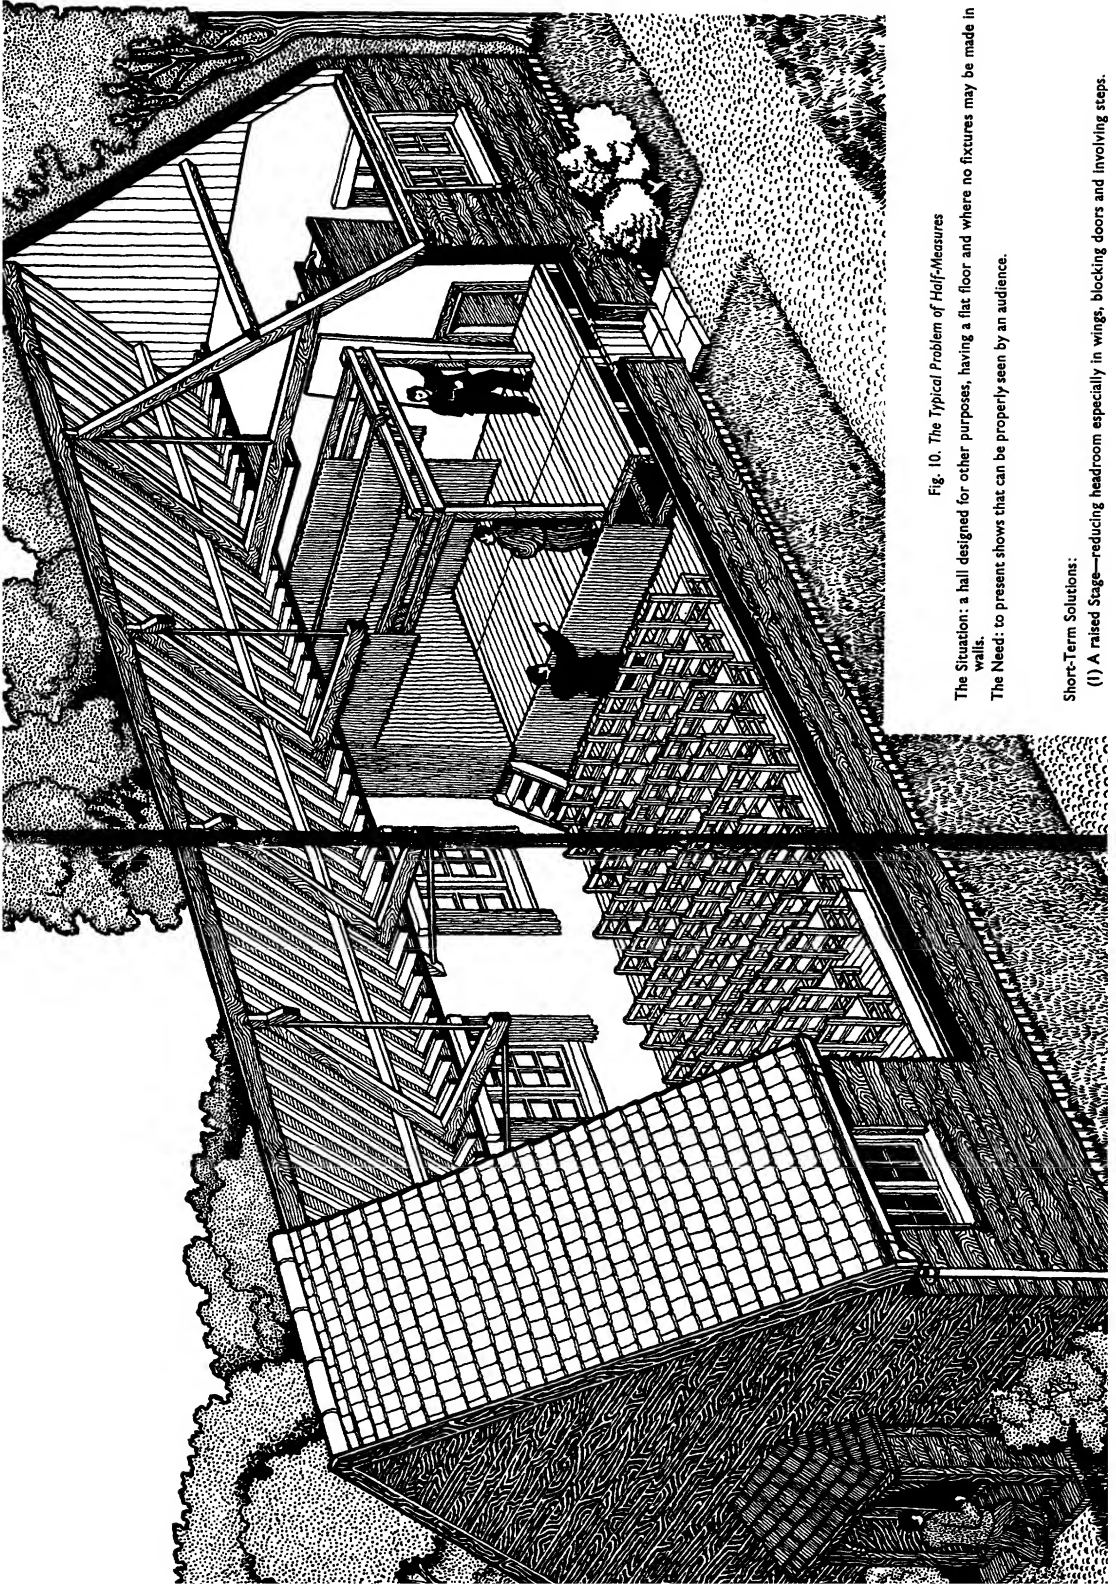 Fig. 10. The Typical Problem of Half-Measures
The Situation: a hall designed for other purposes, having a flat floor and where no fixtures may be made in
walls.
The Need: to present shows that can be properly seen by an audience.
Short-Term Solutions:
(1) A raised Stage—reducing headroom especially in wings, blocking doors and involving steps.